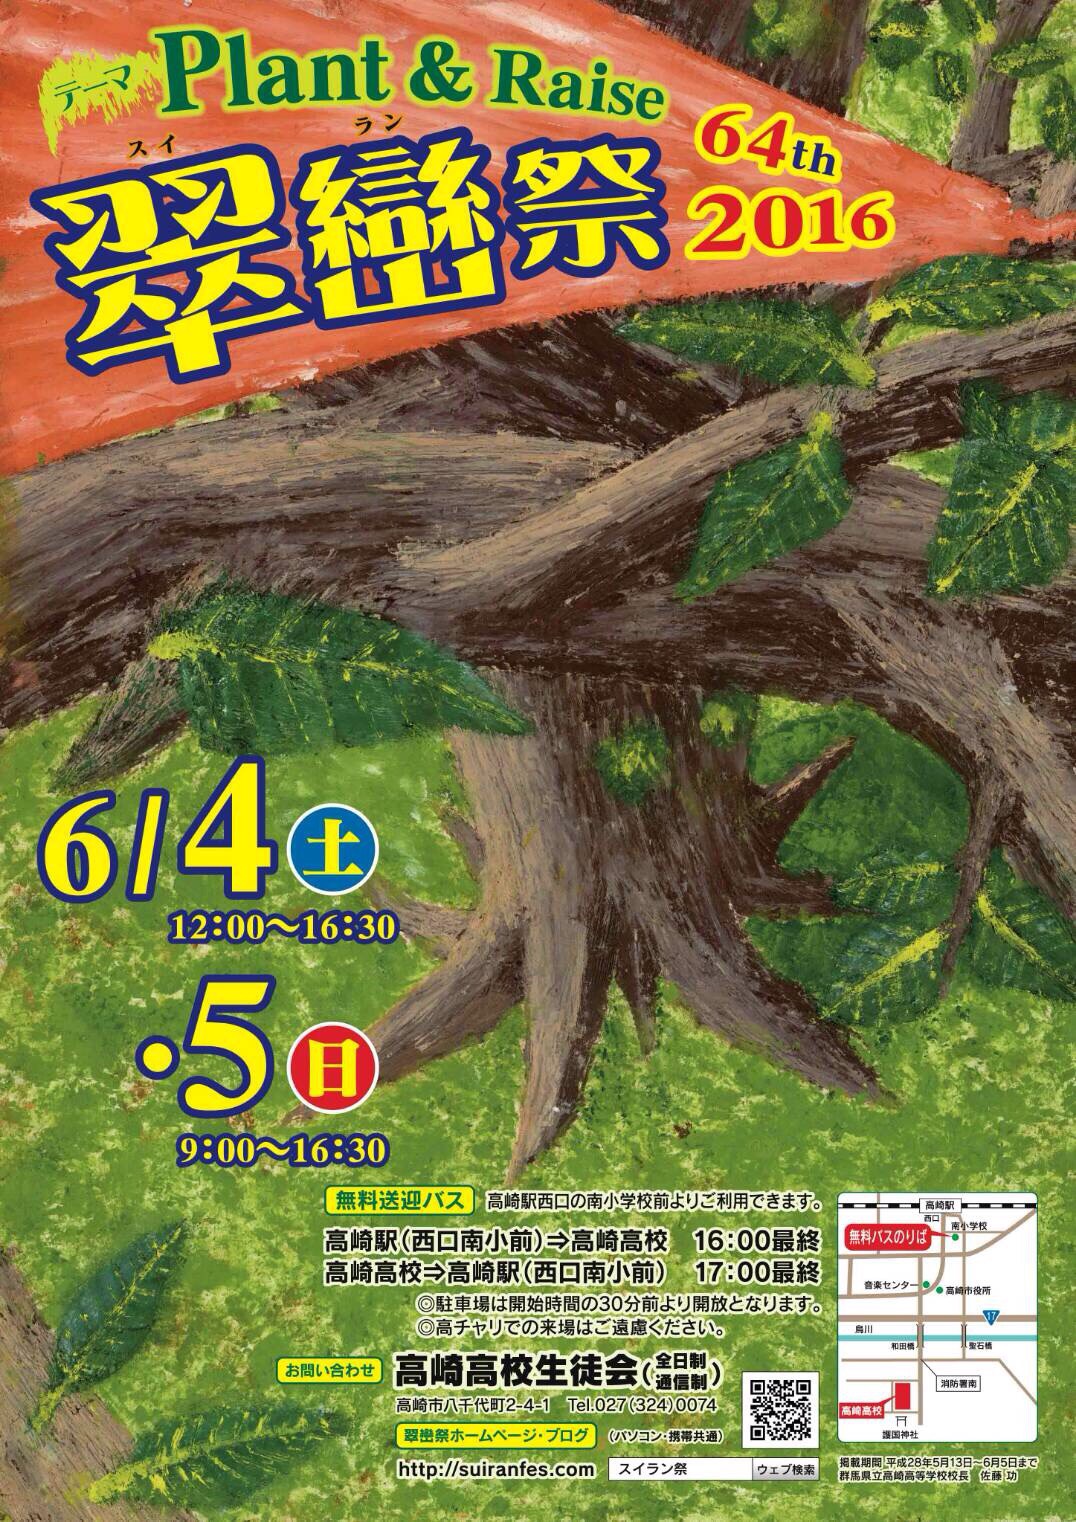 テーマ Plant & Raise
スイ ラン
翠巒祭
64th
2016
6/4 土
12:00〜16:30
・5 日
9:00〜16:30
無料送迎バス 高崎駅西口の南小学校前よりご利用できます。
高崎駅(西口南小前)⇒高崎高校 16:00最終
高崎高校⇒高崎駅(西口南小前) 17:00最終
◎駐車場は開始時間の30分前より開放となります。
◎高チャリでの来場はご遠慮ください。
お問い合わせ 高崎高校生徒会(全日制 通信制)
高崎市八千代町2-4-1 Tel.027(324)0074
翠巒祭ホームページ・ブログ (パソコン・携帯共通)
http://suiranfes.com スイラン祭 ウェブ検索
高崎駅
西口
南小学校
無料バスのりば
音楽センター
高崎市役所
17
烏川
和田橋
聖石橋
消防署南
高崎高校
護国神社
掲載期間 平成28年5月13日〜6月5日まで
群馬県立高崎高等学校校長 佐藤 功